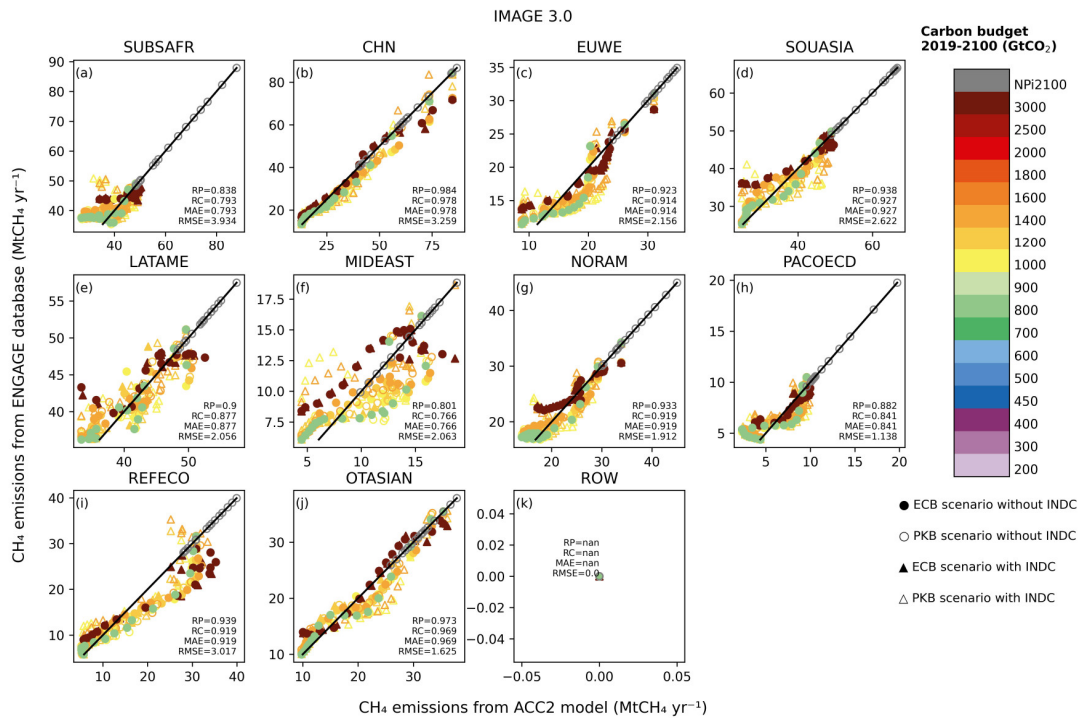 IMAGE 3.0
Carbon budget
2019-2100 (GtCO₂)
NPi2100
3000
2500
2000
1800
1600
1400
1200
1000
900
800
700
600
500
450
400
300
200
ECB scenario without INDC
PKB scenario without INDC
ECB scenario with INDC
PKB scenario with INDC
CH₄ emissions from ENGAGE database (MtCH₄ yr⁻¹)
SUBSAFR
(a)
90
80
70
60
50
40
RP=0.838
RC=0.793
MAE=0.793
RMSE=3.934
40
60
80
CHN
(b)
80
60
40
20
RP=0.984
RC=0.978
MAE=0.978
RMSE=3.259
25
50
75
EUWE
(c)
35
30
25
20
15
RP=0.923
RC=0.914
MAE=0.914
RMSE=2.156
10
20
30
SOUASIA
(d)
60
50
40
30
RP=0.938
RC=0.927
MAE=0.927
RMSE=2.622
40
60
LATAME
(e)
55
50
45
40
RP=0.9
RC=0.877
MAE=0.877
RMSE=2.056
40
50
MIDEAST
(f)
17.5
15.0
12.5
10.0
7.5
RP=0.801
RC=0.766
MAE=0.766
RMSE=2.063
5
10
15
NORAM
(g)
40
30
20
RP=0.933
RC=0.919
MAE=0.919
RMSE=1.912
20
30
40
PACOECD
(h)
20
15
10
5
RP=0.882
RC=0.841
MAE=0.841
RMSE=1.138
5
10
15
20
REFECO
(i)
40
30
20
10
RP=0.939
RC=0.919
MAE=0.919
RMSE=3.017
10
20
30
40
OTASIAN
(j)
35
30
25
20
15
10
RP=0.973
RC=0.969
MAE=0.969
RMSE=1.625
10
20
30
ROW
(k)
0.04
0.02
0.00
−0.02
−0.04
RP=nan
RC=nan
MAE=nan
RMSE=0.0
−0.05
0.00
0.05
CH₄ emissions from ACC2 model (MtCH₄ yr⁻¹)